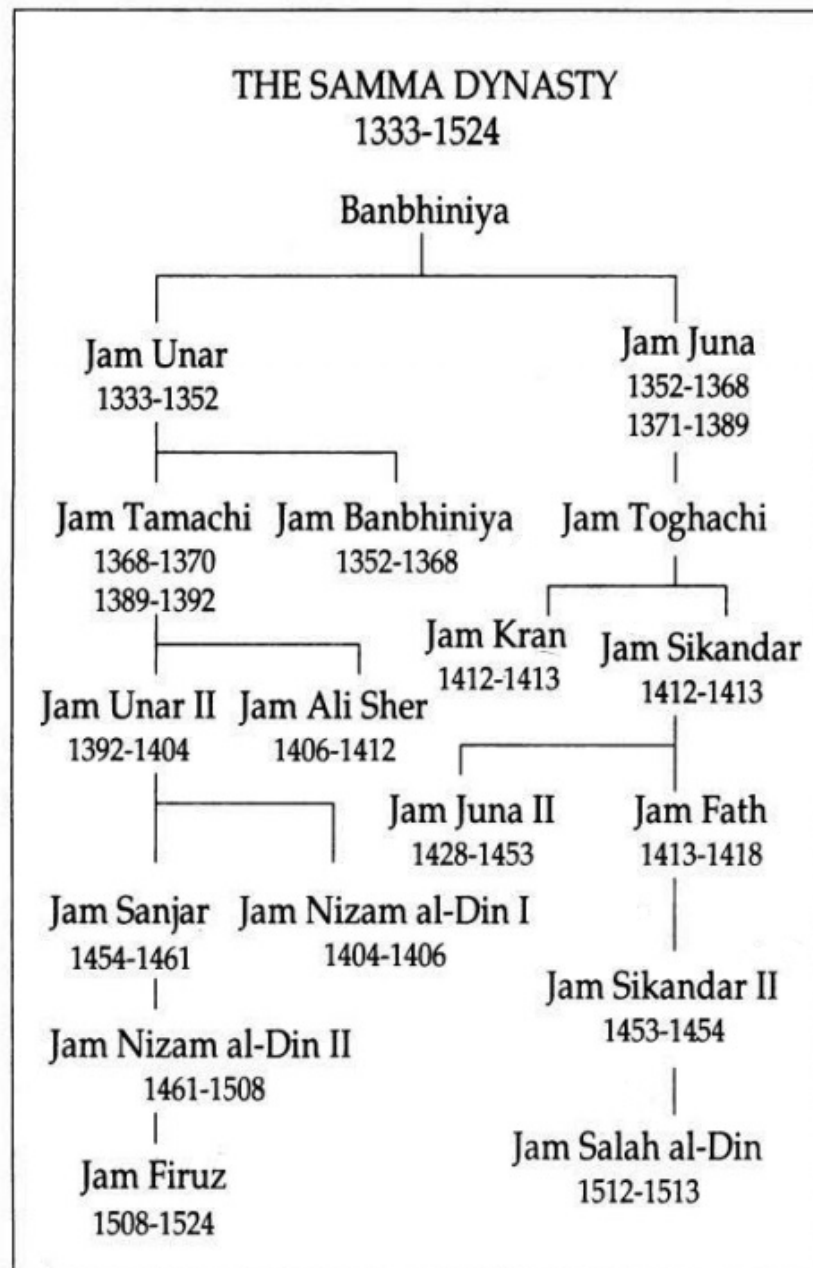 THE SAMMA DYNASTY
1333-1524
Banbhiniya
Jam Unar
1333-1352
Jam Juna
1352-1368
1371-1389
Jam Tamachi
1368-1370
1389-1392
Jam Banbhiniya
1352-1368
Jam Toghachi
Jam Kran
1412-1413
Jam Sikandar
1412-1413
Jam Unar II
1392-1404
Jam Ali Sher
1406-1412
Jam Juna II
1428-1453
Jam Fath
1413-1418
Jam Sanjar
1454-1461
Jam Nizam al-Din I
1404-1406
Jam Sikandar II
1453-1454
Jam Nizam al-Din II
1461-1508
Jam Salah al-Din
1512-1513
Jam Firuz
1508-1524